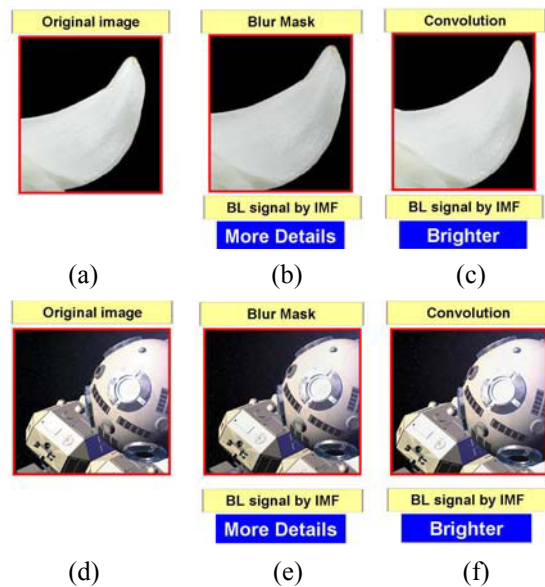 Original image
Blur Mask
Convolution
BL signal by IMF
BL signal by IMF
More Details
Brighter
(a)
(b)
(c)
Original image
Blur Mask
Convolution
BL signal by IMF
BL signal by IMF
More Details
Brighter
(d)
(e)
(f)